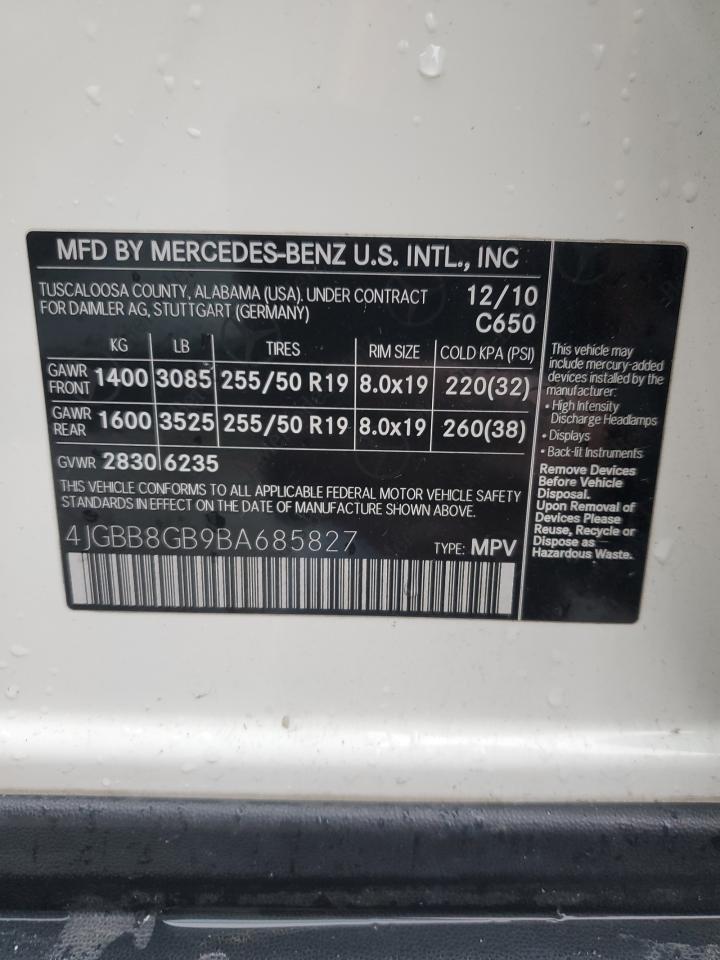 MFD BY MERCEDES-BENZ U.S. INTL., INC
TUSCALOOSA COUNTY, ALABAMA (USA). UNDER CONTRACT 12/10
FOR DAIMLER AG, STUTTGART (GERMANY) C650
KG LB TIRES RIM SIZE COLD KPA (PSI)
GAWR FRONT 1400 3085 255/50 R19 8.0x19 220(32)
GAWR REAR 1600 3525 255/50 R19 8.0x19 260(38)
GVWR 2830 6235
THIS VEHICLE CONFORMS TO ALL APPLICABLE FEDERAL MOTOR VEHICLE SAFETY
STANDARDS IN EFFECT ON THE DATE OF MANUFACTURE SHOWN ABOVE.
4JGBB8GB9BA685827 TYPE: MPV
This vehicle may
include mercury-added
devices installed by the
manufacturer:
• High Intensity
Discharge Headlamps
• Displays
• Back-lit Instruments
Remove Devices
Before Vehicle
Disposal.
Upon Removal of
Devices Please
Reuse, Recycle or
Dispose as
Hazardous Waste.